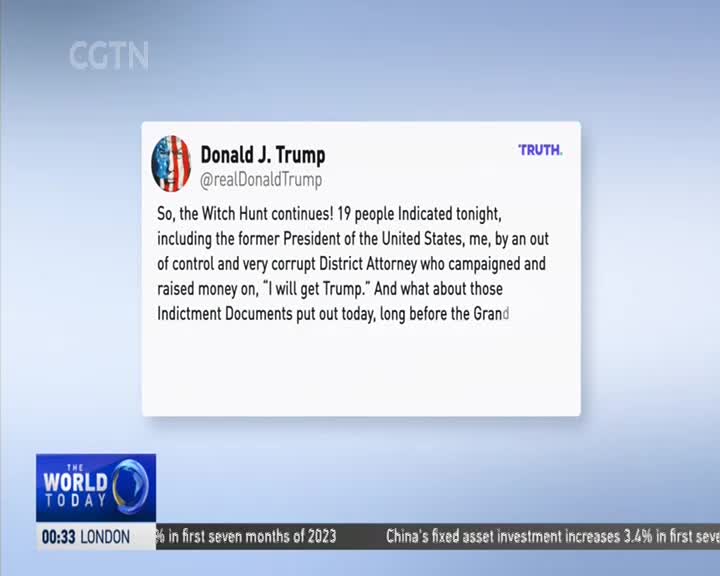 CGTN
Donald J. Trump
TRUTH.
@realDonaldTrump
So, the Witch Hunt continues! 19 people Indicated tonight,
including the former President of the United States, me, by an out
of control and very corrupt District Attorney who campaigned and
raised money on, “I will get Trump.” And what about those
Indictment Documents put out today, long before the Grand
THE
WORLD
TODAY
00:33 LONDON
% in first seven months of 2023 China's fixed asset investment increases 3.4% in first seve